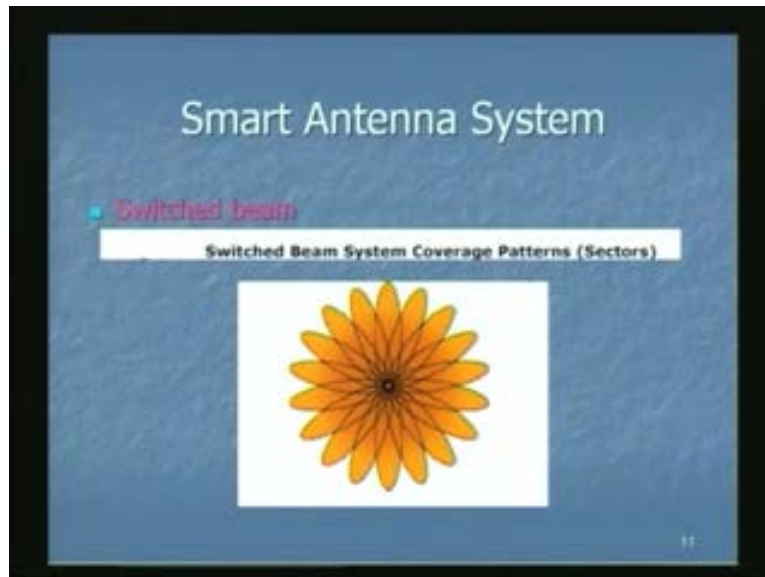 Smart Antenna System
Switched beam
Switched Beam System Coverage Patterns (Sectors)
11